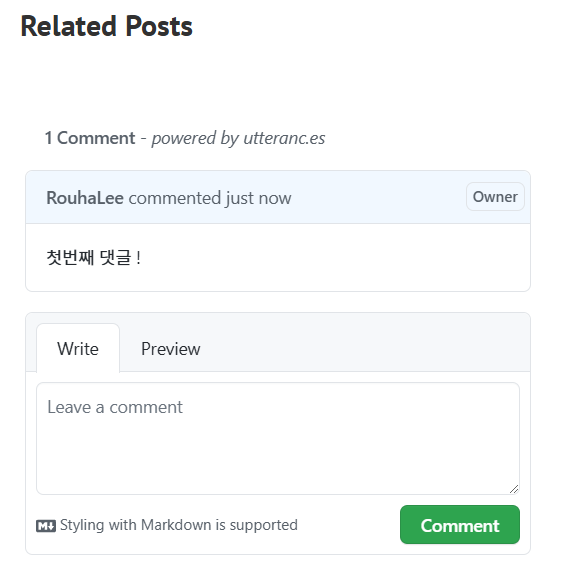 Related Posts
1 Comment - powered by utteranc.es
RouhaLee commented just now Owner
첫번째 댓글 !
Write Preview
Leave a comment
M↓ Styling with Markdown is supported Comment